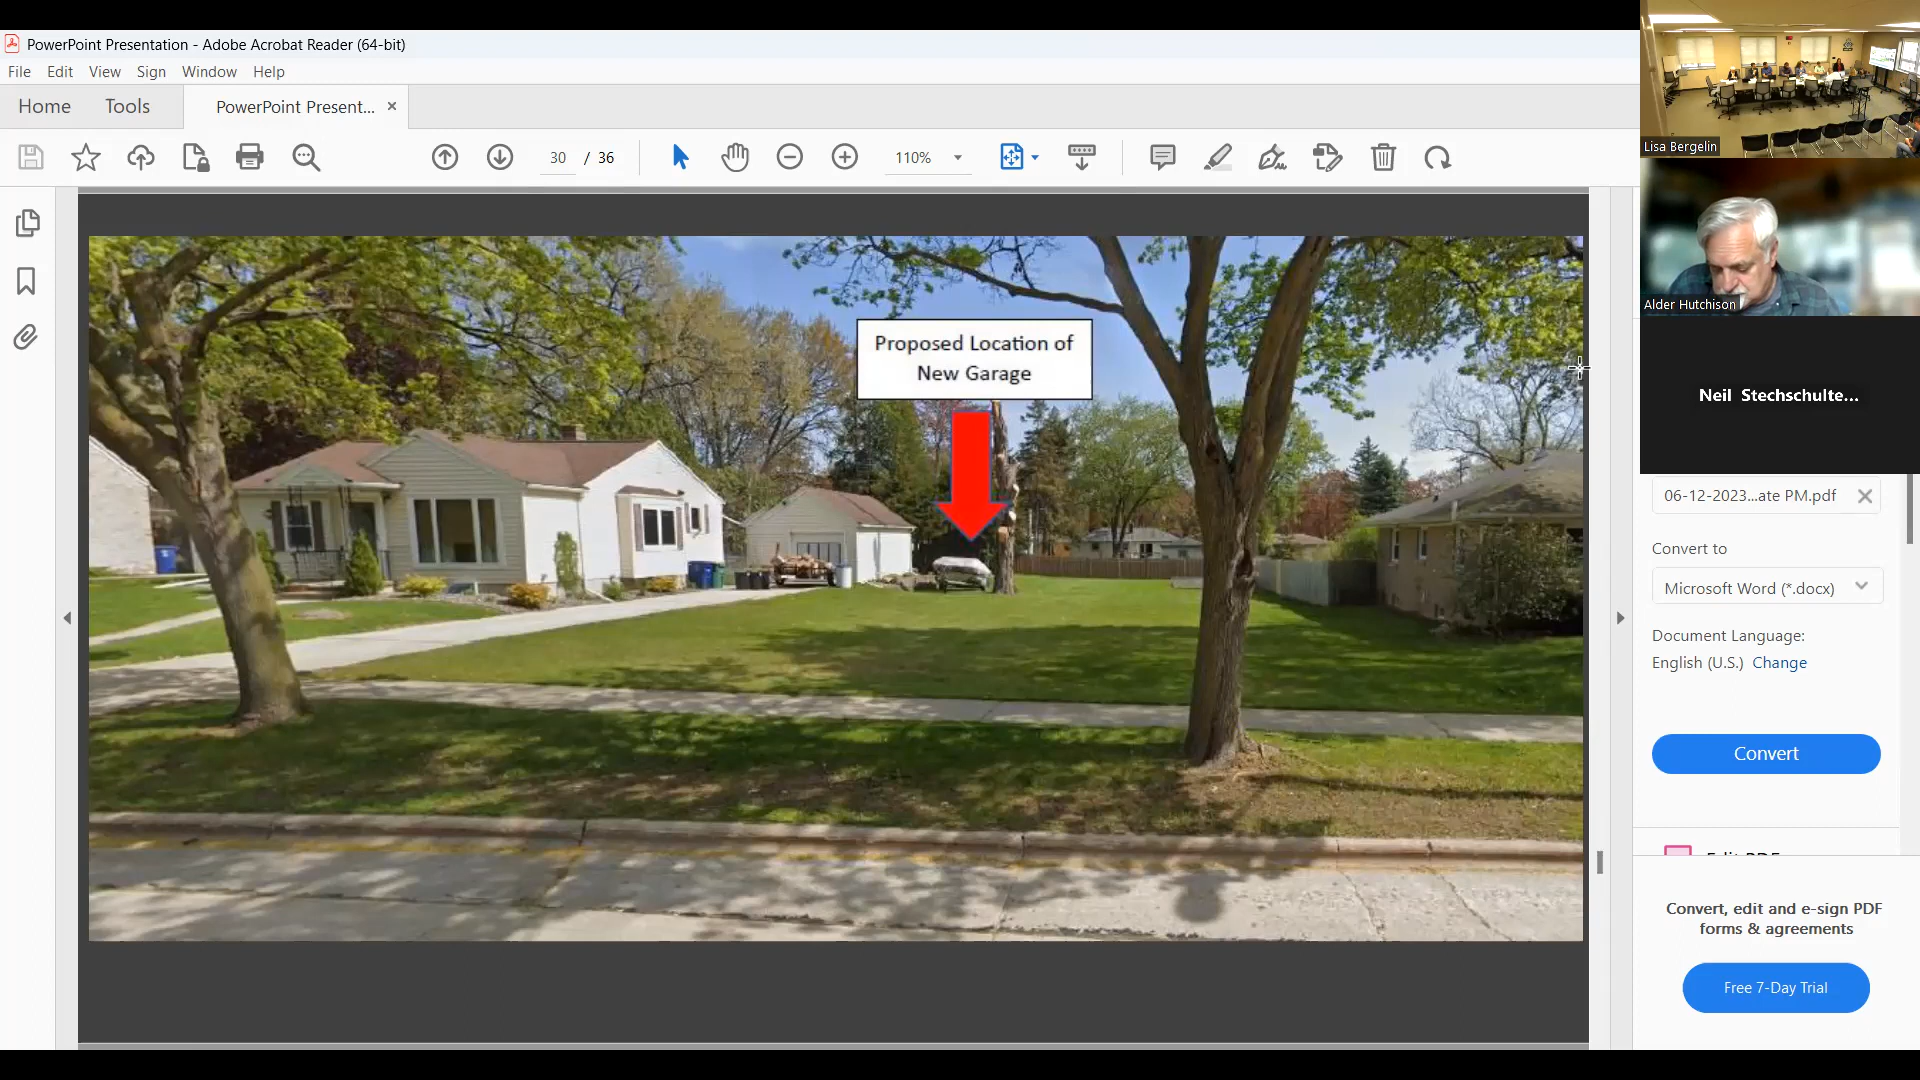 PowerPoint Presentation - Adobe Acrobat Reader (64-bit)
File Edit View Sign Window Help
Home Tools PowerPoint Present... ×
30 / 36 110%
Proposed Location of
New Garage
Lisa Bergelin
Alder Hutchison
Neil Stechschulte...
06-12-2023...ate PM.pdf
Convert to
Microsoft Word (*.docx)
Document Language:
English (U.S.) Change
Convert
Edit PDF
Convert, edit and e-sign PDF
forms & agreements
Free 7-Day Trial